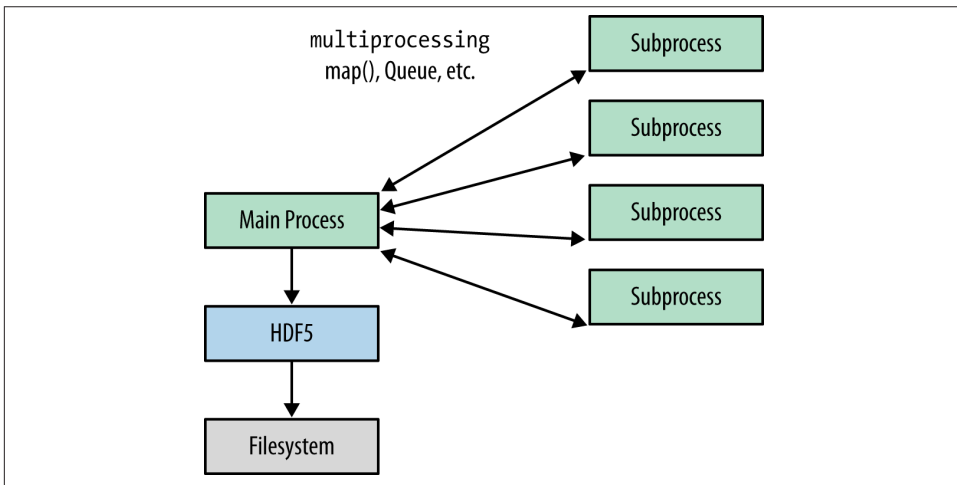 multiprocessing
map(), Queue, etc.
Subprocess
Subprocess
Subprocess
Subprocess
Main Process
HDF5
Filesystem